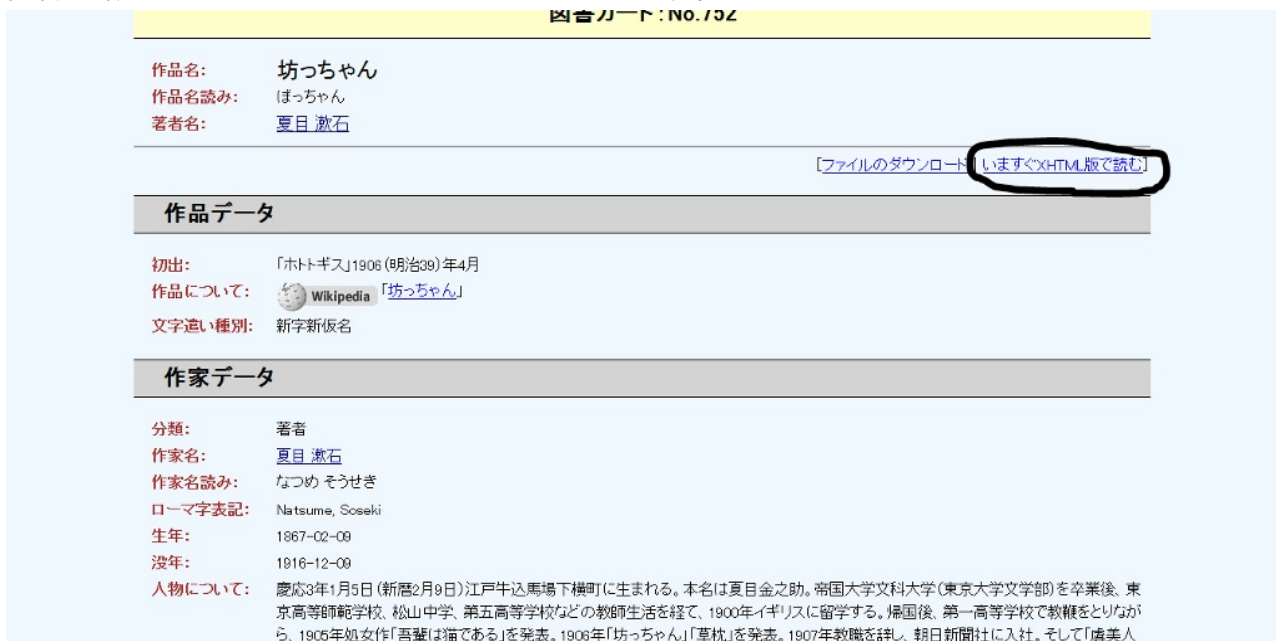 図書カード：No.752
作品名： 坊っちゃん
作品名読み： ぼっちゃん
著者名： 夏目 漱石
[ファイルのダウンロード|いますぐXHTML版で読む]
作品データ
初出： 「ホトトギス」1906（明治39）年4月
作品について： Wikipedia 「坊っちゃん」
文字遣い種別： 新字新仮名
作家データ
分類： 著者
作家名： 夏目 漱石
作家名読み： なつめ そうせき
ローマ字表記： Natsume, Soseki
生年： 1867-02-09
没年： 1916-12-09
人物について： 慶応3年1月5日（新暦2月9日）江戸牛込馬場下横町に生まれる。本名は夏目金之助。帝国大学文科大学（東京大学文学部）を卒業後、東
京高等師範学校、松山中学、第五高等学校などの教師生活を経て、1900年イギリスに留学する。帰国後、第一高等学校で教鞭をとりなが
ら、1905年処女作「吾輩は猫である」を発表。1906年「坊っちゃん」「草枕」を発表。1907年教職を辞し、朝日新聞社に入社。そして「虞美人